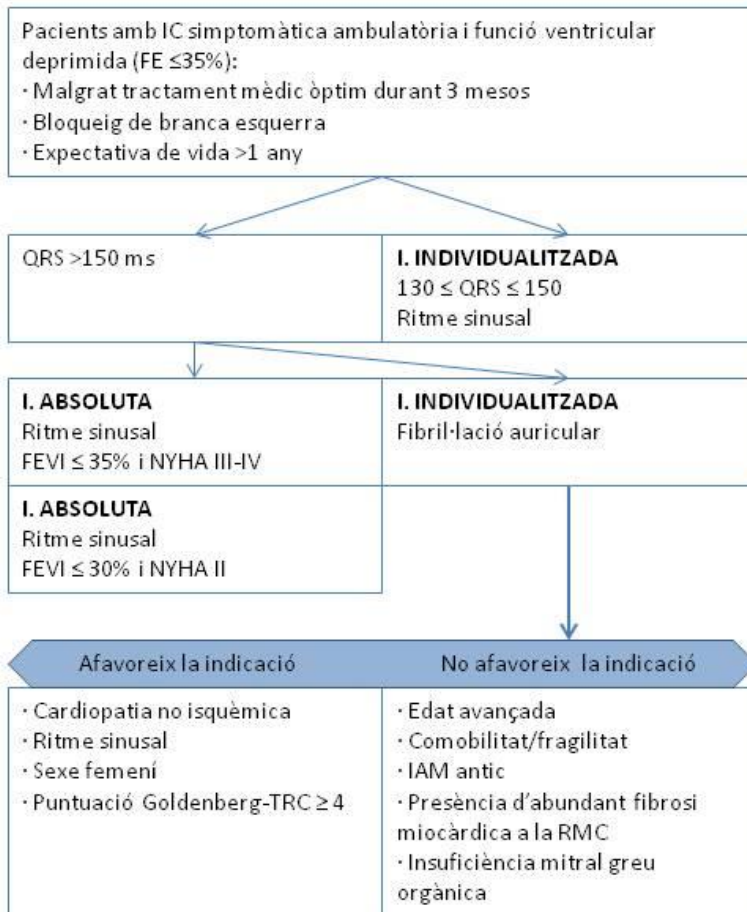 Pacients amb IC simptomàtica ambulatòria i funció ventricular
deprimida (FE ≤35%):
· Malgrat tractament mèdic òptim durant 3 mesos
· Bloqueig de branca esquerra
· Expectativa de vida >1 any
QRS >150 ms
I. INDIVIDUALITZADA
130 ≤ QRS ≤ 150
Ritme sinusal
I. ABSOLUTA
Ritme sinusal
FEVI ≤ 35% i NYHA III-IV
I. INDIVIDUALITZADA
Fibril·lació auricular
I. ABSOLUTA
Ritme sinusal
FEVI ≤ 30% i NYHA II
Afavoreix la indicació
No afavoreix la indicació
· Cardiopatia no isquèmica
· Ritme sinusal
· Sexe femení
· Puntuació Goldenberg-TRC ≥ 4
· Edat avançada
· Comobilitat/fragilitat
· IAM antic
· Presència d'abundant fibrosi
miocàrdica a la RMC
· Insuficiència mitral greu
orgànica